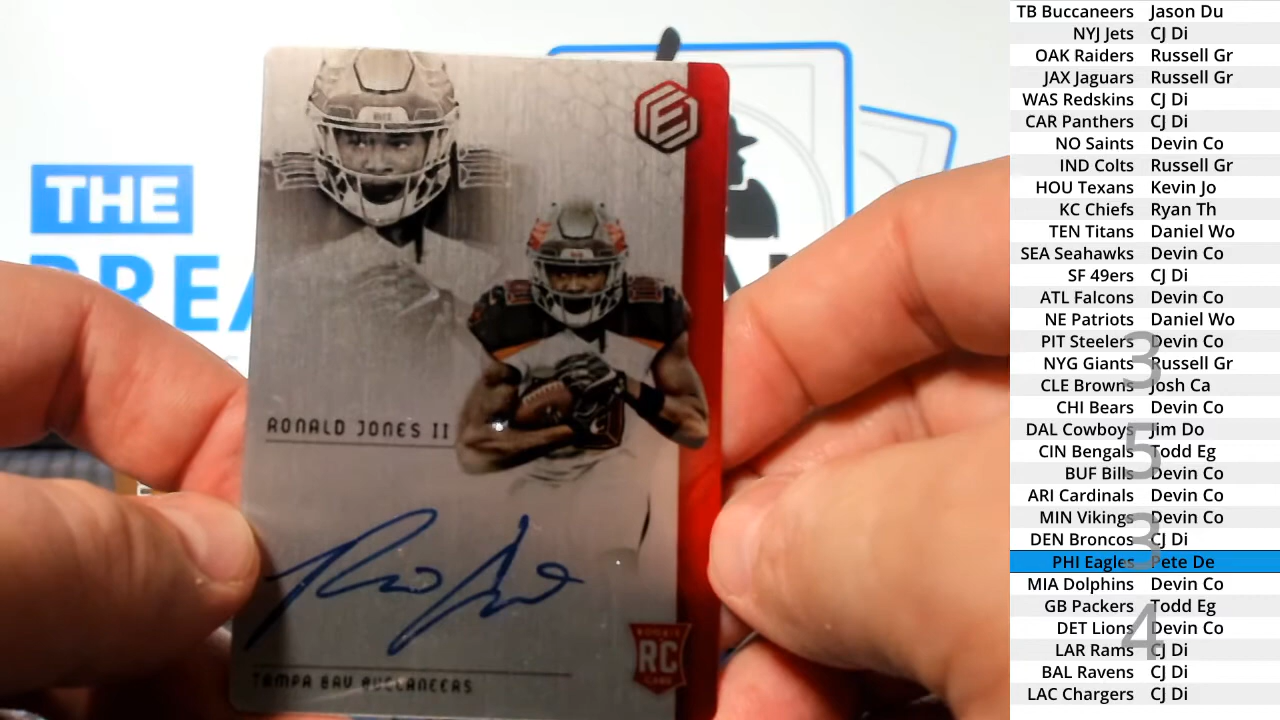 THE
BREA
RONALD JONES II
TAMPA BAY BUCCANEERS
ROOKIE
RC
CARD
TB Buccaneers Jason Du
NYJ Jets CJ Di
OAK Raiders Russell Gr
JAX Jaguars Russell Gr
WAS Redskins CJ Di
CAR Panthers CJ Di
NO Saints Devin Co
IND Colts Russell Gr
HOU Texans Kevin Jo
KC Chiefs Ryan Th
TEN Titans Daniel Wo
SEA Seahawks Devin Co
SF 49ers CJ Di
ATL Falcons Devin Co
NE Patriots Daniel Wo
PIT Steelers Devin Co
NYG Giants Russell Gr
CLE Browns Josh Ca
CHI Bears Devin Co
DAL Cowboys Jim Do
CIN Bengals Todd Eg
BUF Bills Devin Co
ARI Cardinals Devin Co
MIN Vikings Devin Co
DEN Broncos CJ Di
PHI Eagles Pete De
MIA Dolphins Devin Co
GB Packers Todd Eg
DET Lions Devin Co
LAR Rams CJ Di
BAL Ravens CJ Di
LAC Chargers CJ Di
3
5
3
4